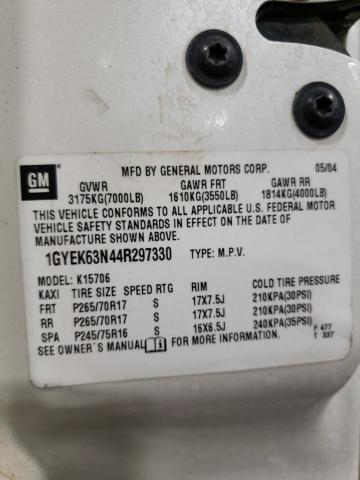 GM
MFD BY GENERAL MOTORS CORP. 05/04
GVWR GAWR FRT GAWR RR
3175KG(7000LB) 1610KG(3550LB) 1814KG(4000LB)
THIS VEHICLE CONFORMS TO ALL APPLICABLE U.S. FEDERAL MOTOR
VEHICLE SAFETY STANDARDS IN EFFECT ON THE DATE OF
MANUFACTURE SHOWN ABOVE.
1GYEK63N44R297330 TYPE: M.P.V.
MODEL: K15706
KAXI TIRE SIZE SPEED RTG RIM COLD TIRE PRESSURE
FRT P265/70R17 S 17X7.5J 210KPA(30PSI)
RR P265/70R17 S 17X7.5J 210KPA(30PSI)
SPA P245/75R16 S 16X6.5J 240KPA(35PSI) F 477
SEE OWNER'S MANUAL FOR MORE INFORMATION. T 337